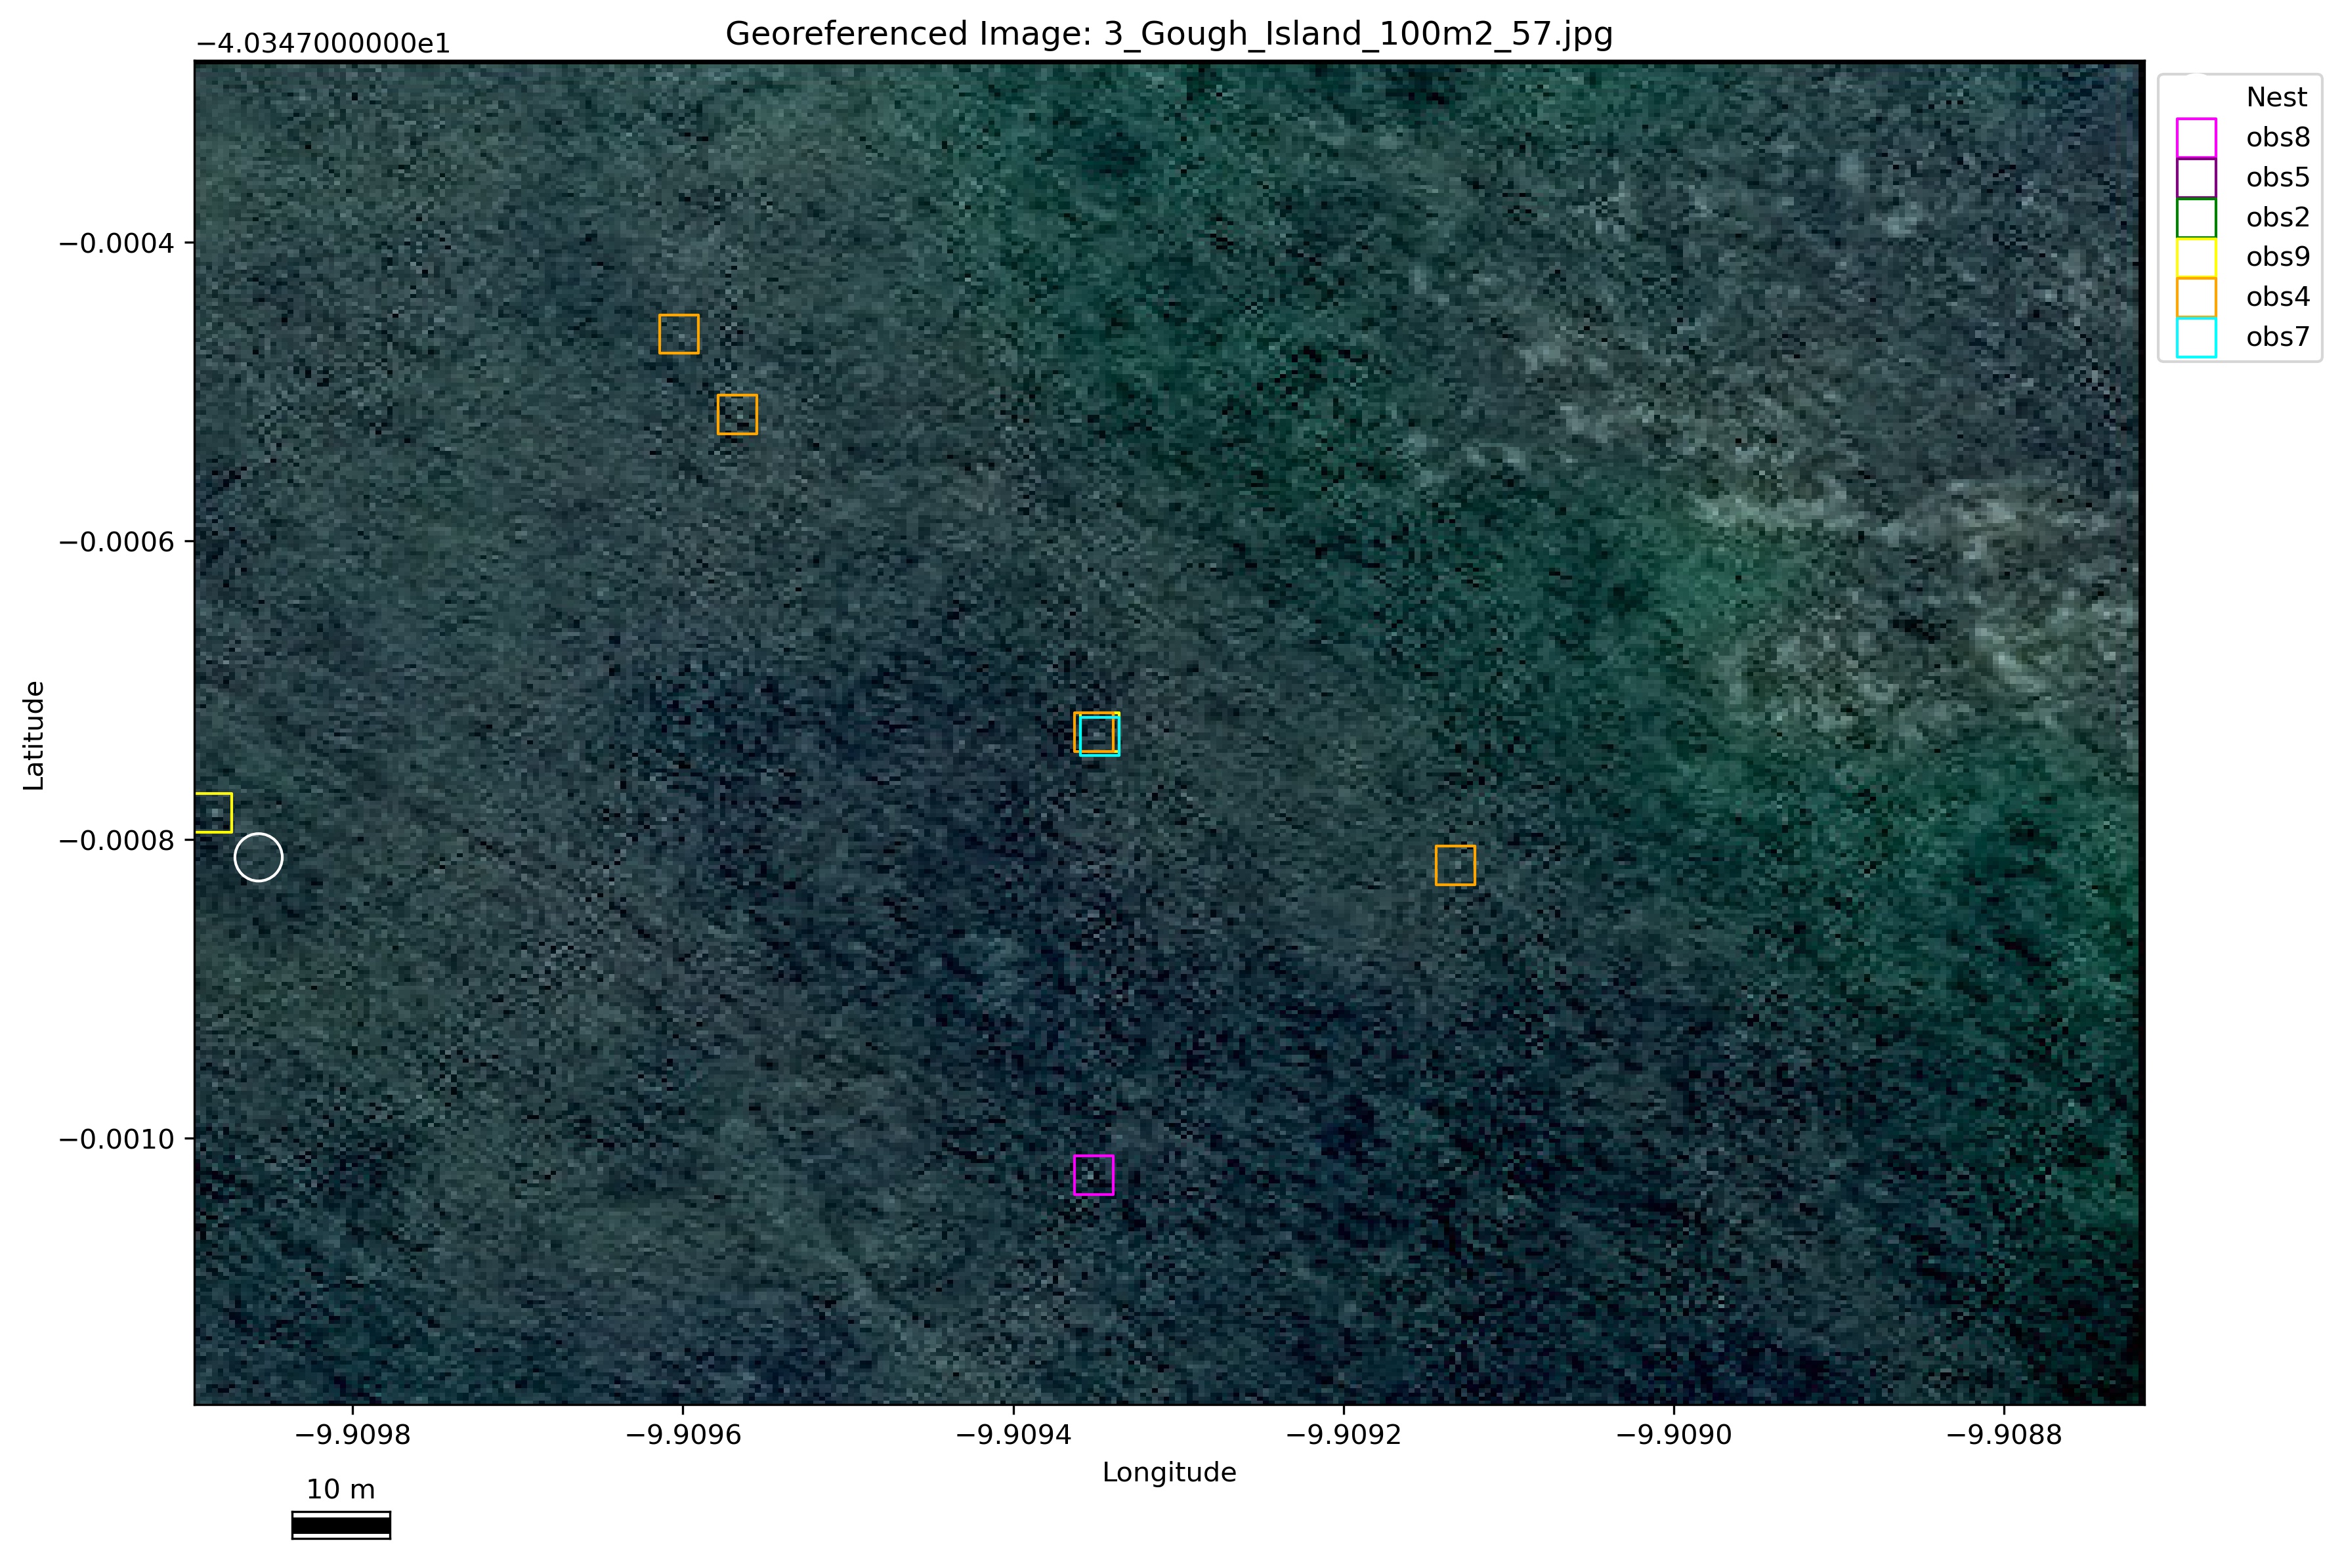 Georeferenced Image: 3_Gough_Island_100m2_57.jpg
−4.0347000000e1
Nest
obs8
obs5
obs2
obs9
obs4
obs7
−0.0004
−0.0006
−0.0008
−0.0010
Latitude
−9.9098
−9.9096
−9.9094
−9.9092
−9.9090
−9.9088
Longitude
10 m